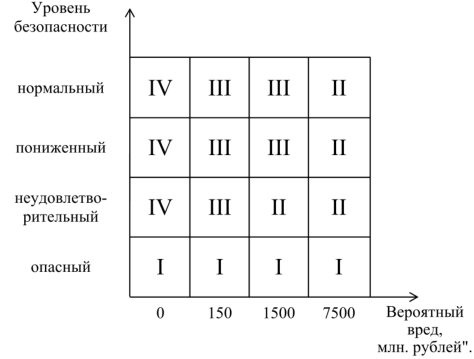 Уровень
безопасности
нормальный IV III III II
пониженный IV III III II
неудовлетво-
рительный IV III II II
опасный I I I I
0 150 1500 7500 Вероятный
вред,
млн. рублей".